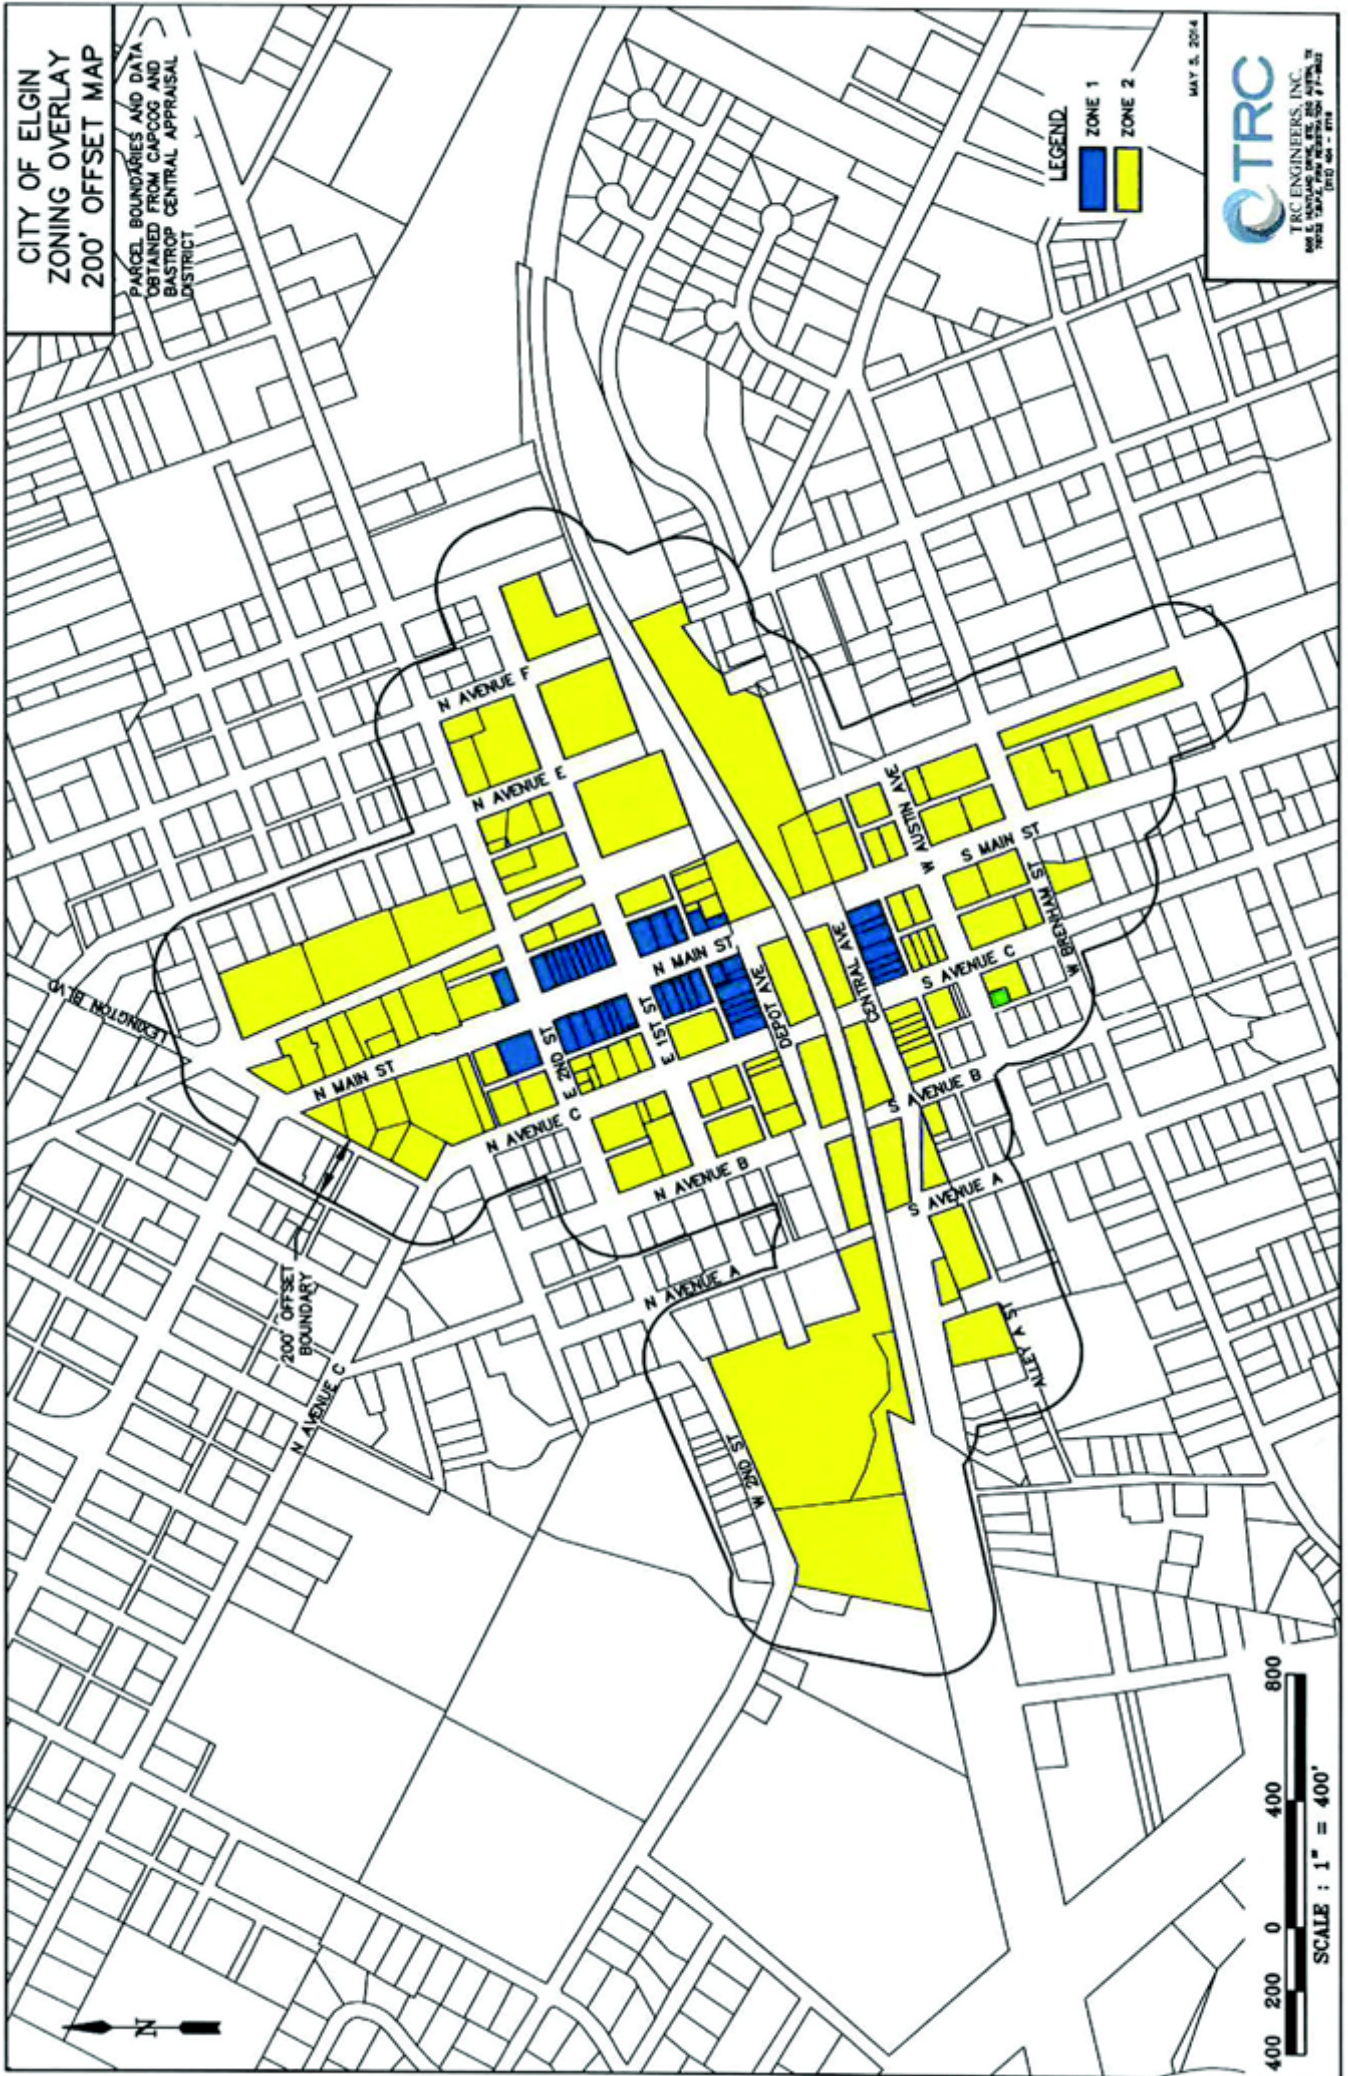 CITY OF ELGIN
ZONING OVERLAY
200' OFFSET MAP
PARCEL BOUNDARIES AND DATA
OBTAINED FROM CAPCOG AND
BASTROP CENTRAL APPRAISAL
DISTRICT
LEXINGTON BLVD
N MAIN ST
N AVENUE F
N AVENUE E
E 2ND ST
E 1ST ST
N MAIN ST
DEPOT AVE
CENTRAL AVE
W AUSTIN AVE
S MAIN ST
W BRENHAM ST
S AVENUE C
S AVENUE B
S AVENUE A
ALLEY A ST
N AVENUE C
N AVENUE B
N AVENUE A
W 2ND ST
200' OFFSET
BOUNDARY
N AVENUE C
LEGEND
ZONE 1
ZONE 2
MAY 5, 2014
TRC
TRC ENGINEERS, INC.
N
400 200 0 400 800
SCALE : 1" = 400'